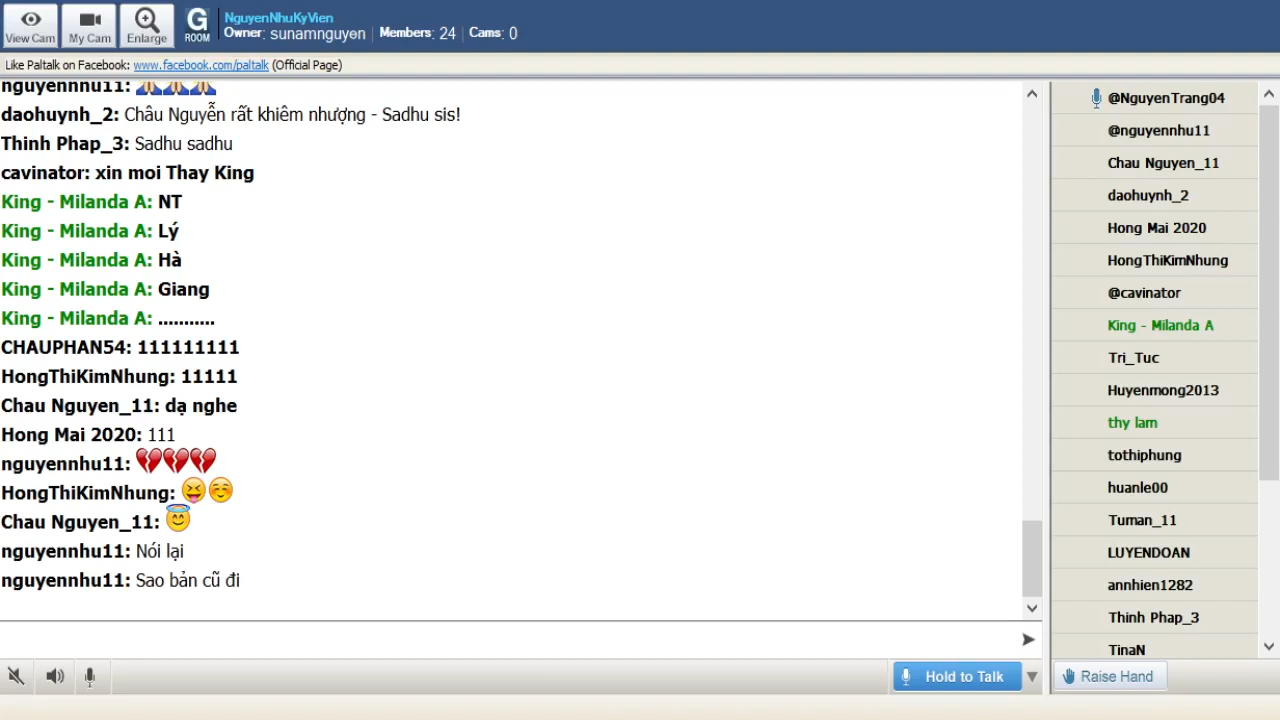 View Cam
My Cam
Enlarge
G
ROOM
NguyenNhuKyVien
Owner: sunamnguyen | Members: 24 | Cams: 0
Like Paltalk on Facebook: www.facebook.com/paltalk (Official Page)
nguyennhu11:
daohuynh_2: Châu Nguyễn rất khiêm nhượng - Sadhu sis!
Thinh Phap_3: Sadhu sadhu
cavinator: xin moi Thay King
King - Milanda A: NT
King - Milanda A: Lý
King - Milanda A: Hà
King - Milanda A: Giang
King - Milanda A: ...........
CHAUPHAN54: 111111111
HongThiKimNhung: 11111
Chau Nguyen_11: dạ nghe
Hong Mai 2020: 111
nguyennhu11:
HongThiKimNhung:
Chau Nguyen_11:
nguyennhu11: Nói lại
nguyennhu11: Sao bản cũ đi
@NguyenTrang04
@nguyennhu11
Chau Nguyen_11
daohuynh_2
Hong Mai 2020
HongThiKimNhung
@cavinator
King - Milanda A
Tri_Tuc
Huyenmong2013
thy lam
tothiphung
huanle00
Tuman_11
LUYENDOAN
annhien1282
Thinh Phap_3
TinaN
Hold to Talk
Raise Hand